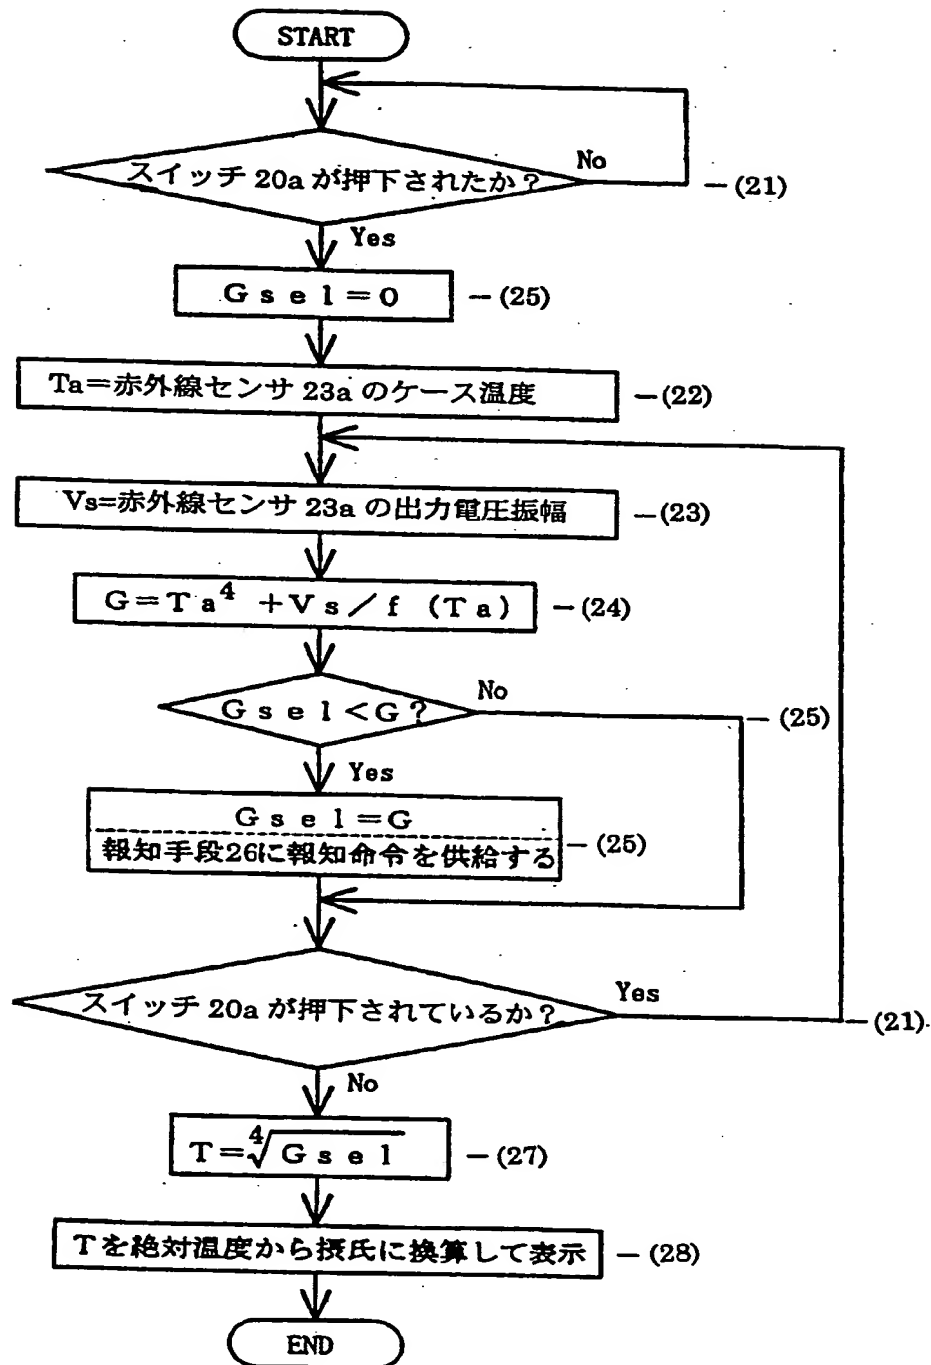 START
スイッチ 20a が押下されたか？
No
(21)
Yes
Ｇｓｅｌ＝０
(25)
Ta=赤外線センサ 23a のケース温度
(22)
Vs=赤外線センサ 23a の出力電圧振幅
(23)
Ｇ＝Ｔａ⁴ ＋Ｖｓ／ｆ（Ｔａ）
(24)
Ｇｓｅｌ＜Ｇ？
No
(25)
Yes
Ｇｓｅｌ＝Ｇ
報知手段26に報知命令を供給する
(25)
スイッチ 20a が押下されているか？
Yes
(21)
No
Ｔ＝⁴√Ｇｓｅｌ
(27)
Ｔを絶対温度から摂氏に換算して表示
(28)
END